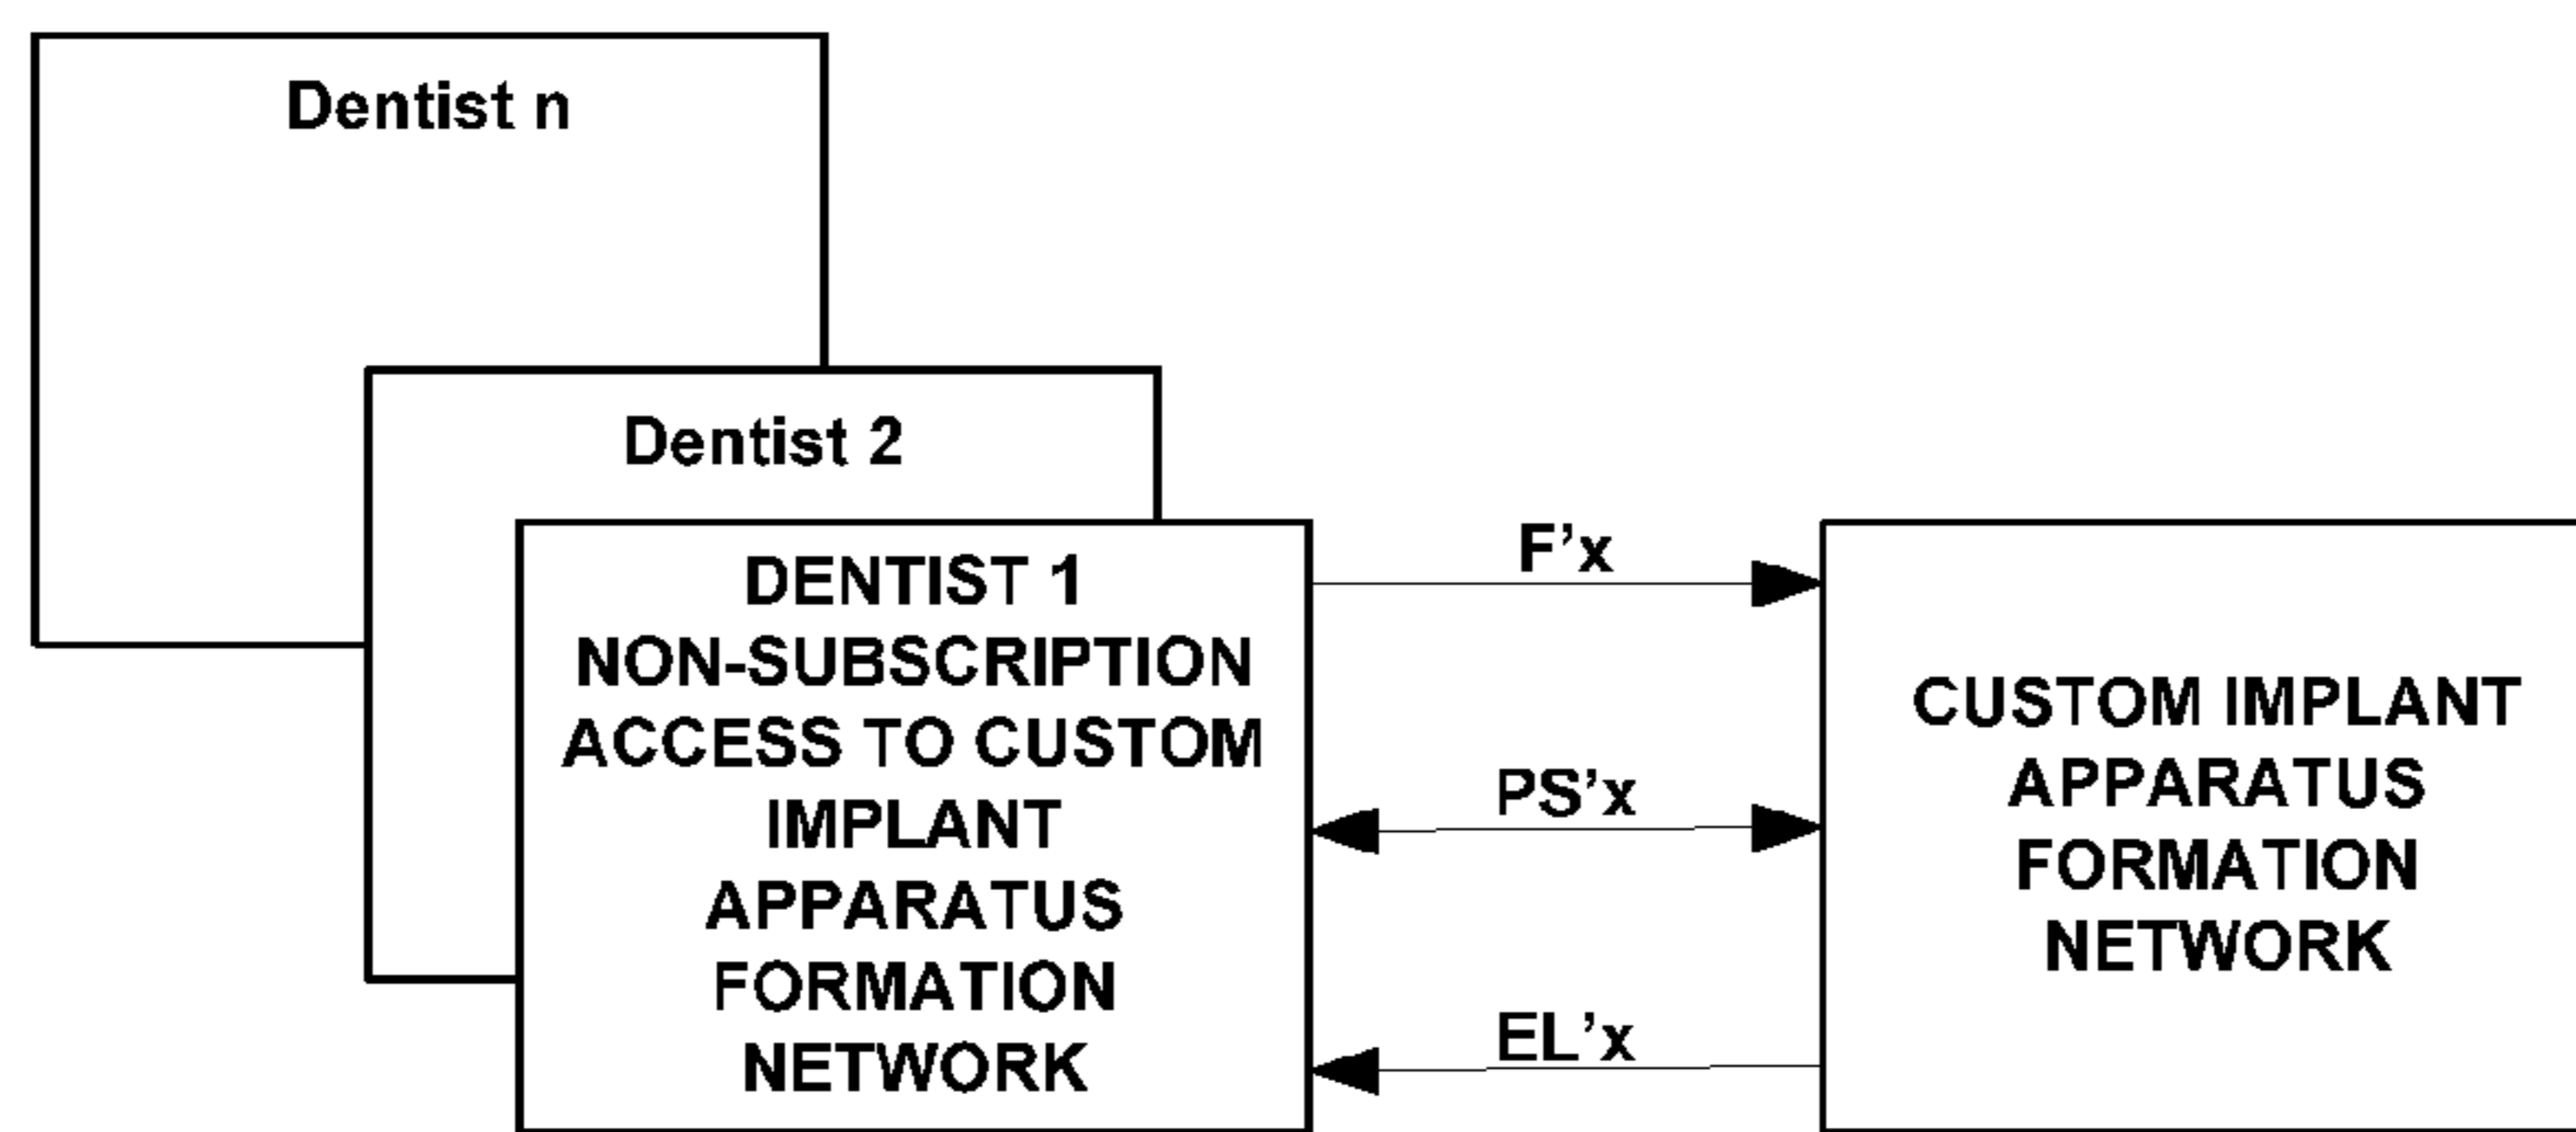 Dentist n
Dentist 2
DENTIST 1
NON-SUBSCRIPTION
ACCESS TO CUSTOM
IMPLANT
APPARATUS
FORMATION
NETWORK
F’x
PS’x
EL’x
CUSTOM IMPLANT
APPARATUS
FORMATION
NETWORK